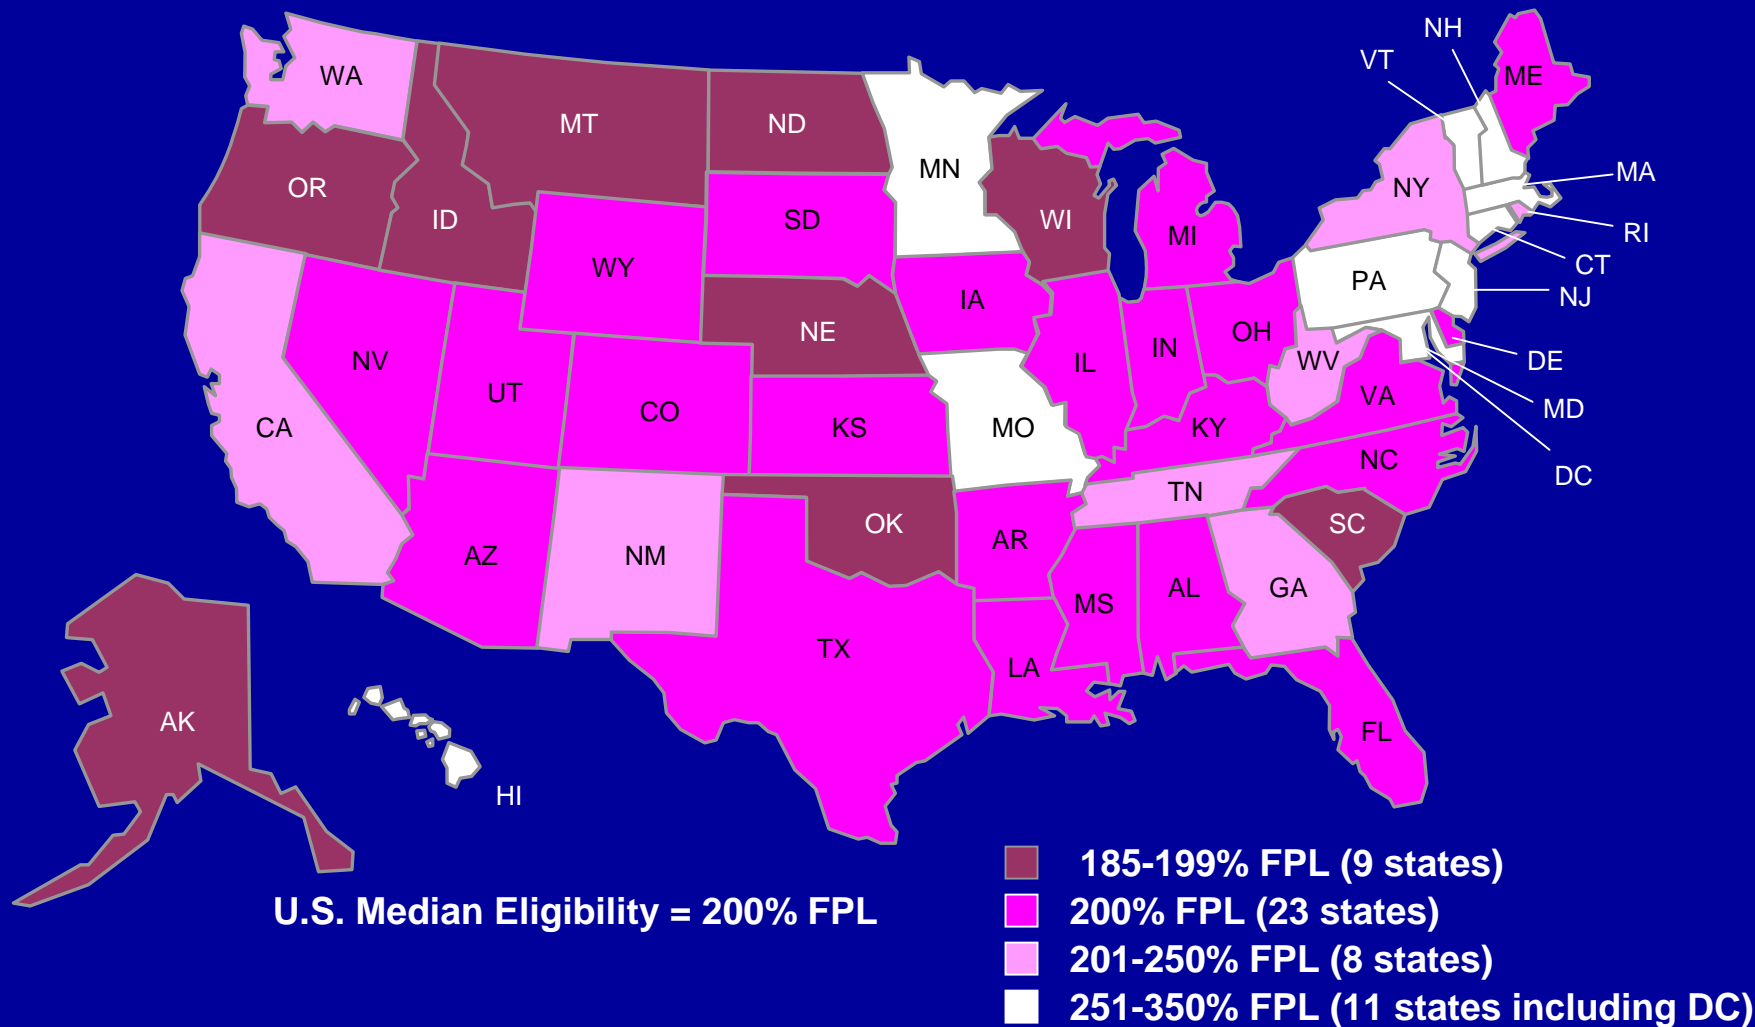 NH
VT
ME
WA
MT
ND
MN
OR
ID
SD
WI
NY
MA
MI
RI
WY
CT
PA
NJ
IA
NE
OH
NV
IL
IN
WV
DE
UT
CO
VA
MD
CA
KS
MO
KY
NC
DC
TN
OK
SC
AZ
NM
AR
MS
AL
GA
TX
LA
AK
FL
HI
185-199% FPL (9 states)
U.S. Median Eligibility = 200% FPL
200% FPL (23 states)
201-250% FPL (8 states)
251-350% FPL (11 states including DC)